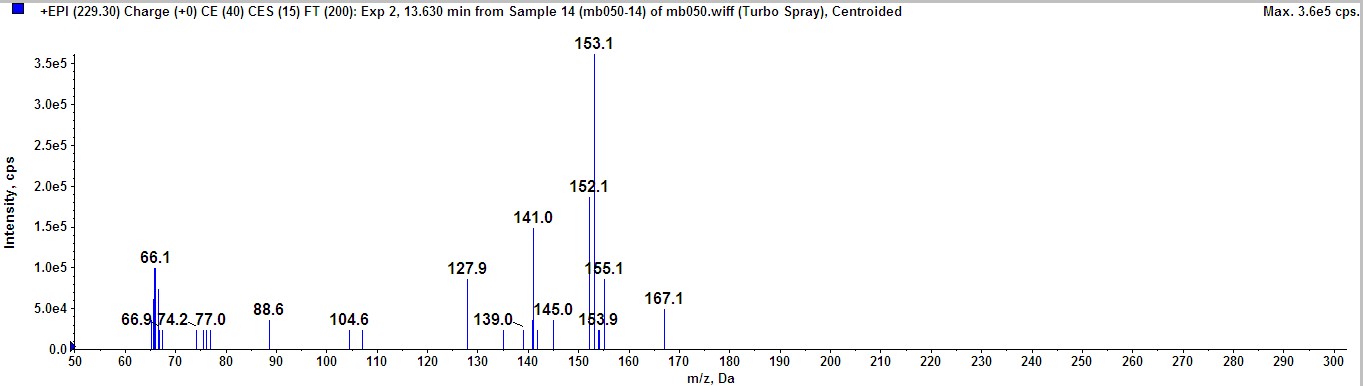 +EPI (229.30) Charge (+0) CE (40) CES (15) FT (200): Exp 2, 13.630 min from Sample 14 (mb050-14) of mb050.wiff (Turbo Spray), Centroided Max. 3.6e5 cps.
153.1
3.5e5
3.0e5
2.5e5
2.0e5
152.1
1.5e5
141.0
1.0e5
66.1
127.9
155.1
167.1
5.0e4
66.9 74.2 77.0 88.6 104.6 139.0 145.0 153.9
0.0
50 60 70 80 90 100 110 120 130 140 150 160 170 180 190 200 210 220 230 240 250 260 270 280 290 300
m/z, Da
Intensity, cps